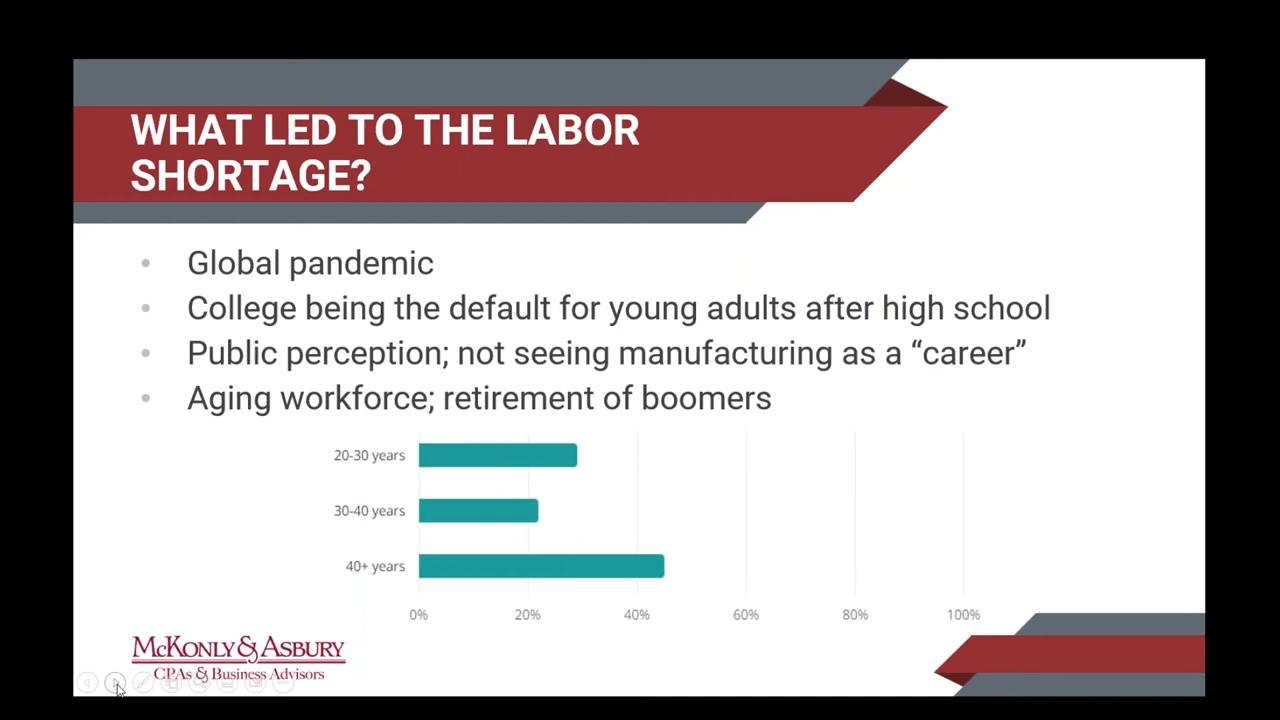 WHAT LED TO THE LABOR
SHORTAGE?
• Global pandemic
• College being the default for young adults after high school
• Public perception; not seeing manufacturing as a “career”
• Aging workforce; retirement of boomers
20-30 years
30-40 years
40+ years
0% 20% 40% 60% 80% 100%
McKonly & Asbury
CPAs & Business Advisors